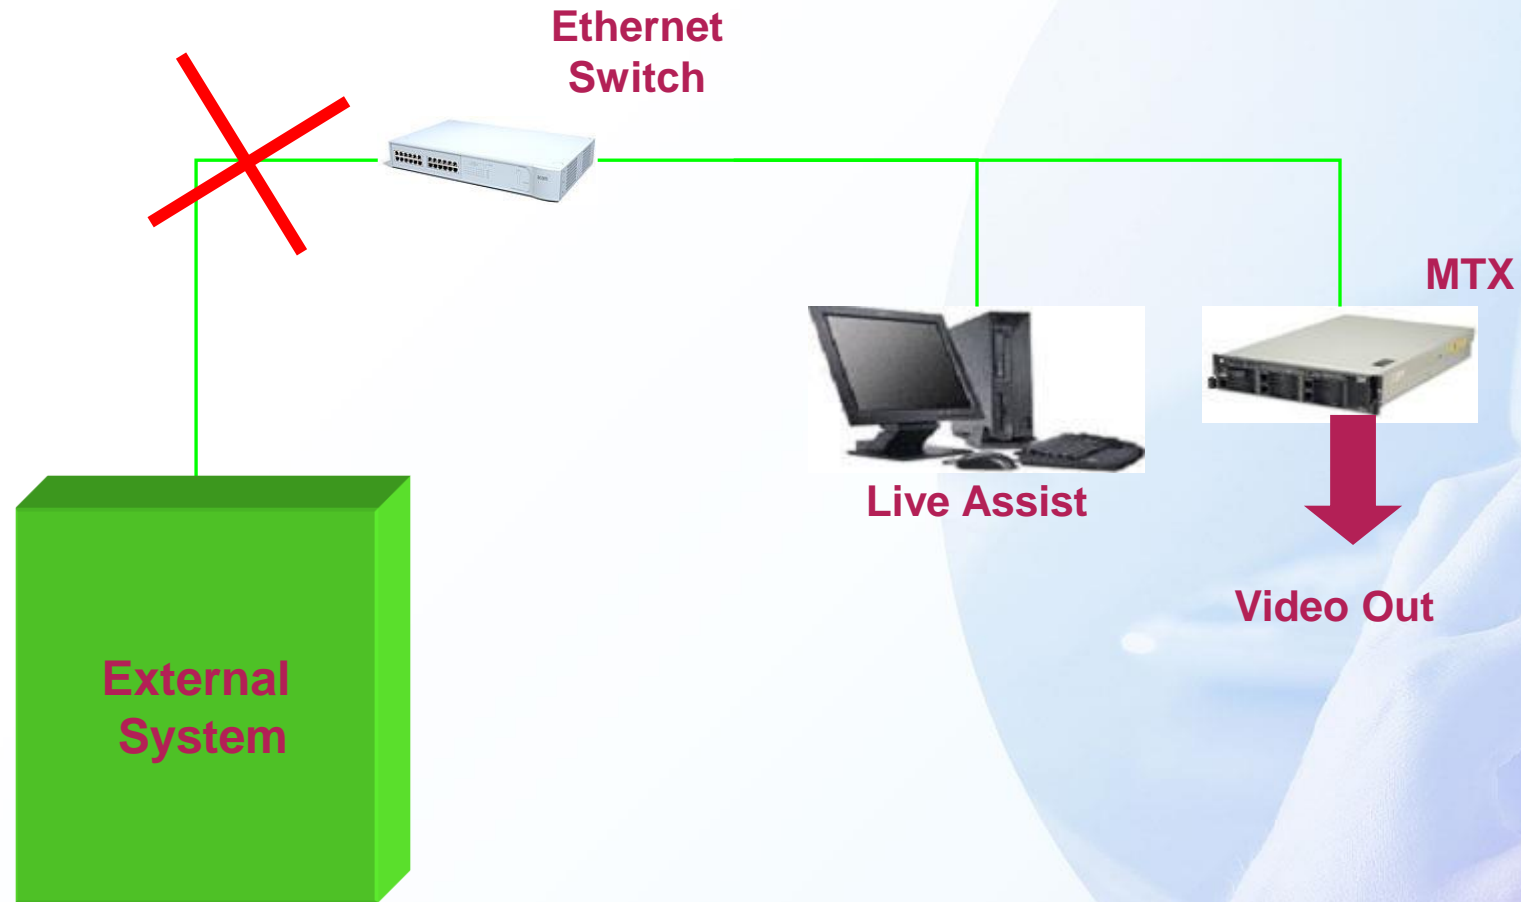 Ethernet
Switch
MTX
Live Assist
Video Out
External
System